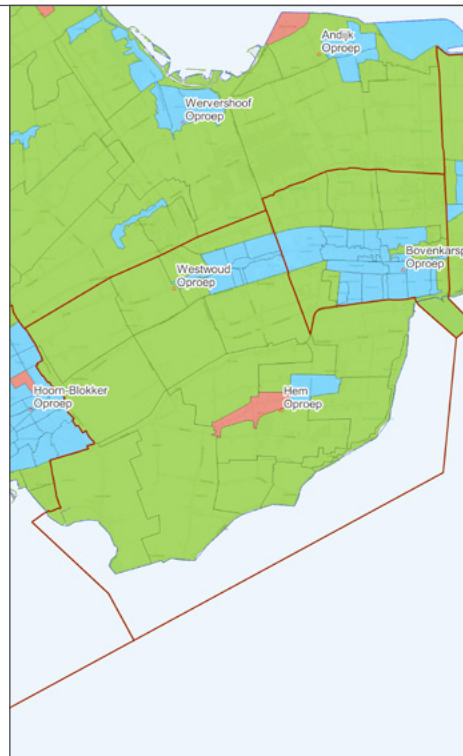 Andijk
Oproep
Wervershoof
Oproep
Bovenkarsp
Oproep
Westwoud
Oproep
Hoorn-Blokker
Oproep
Hem
Oproep